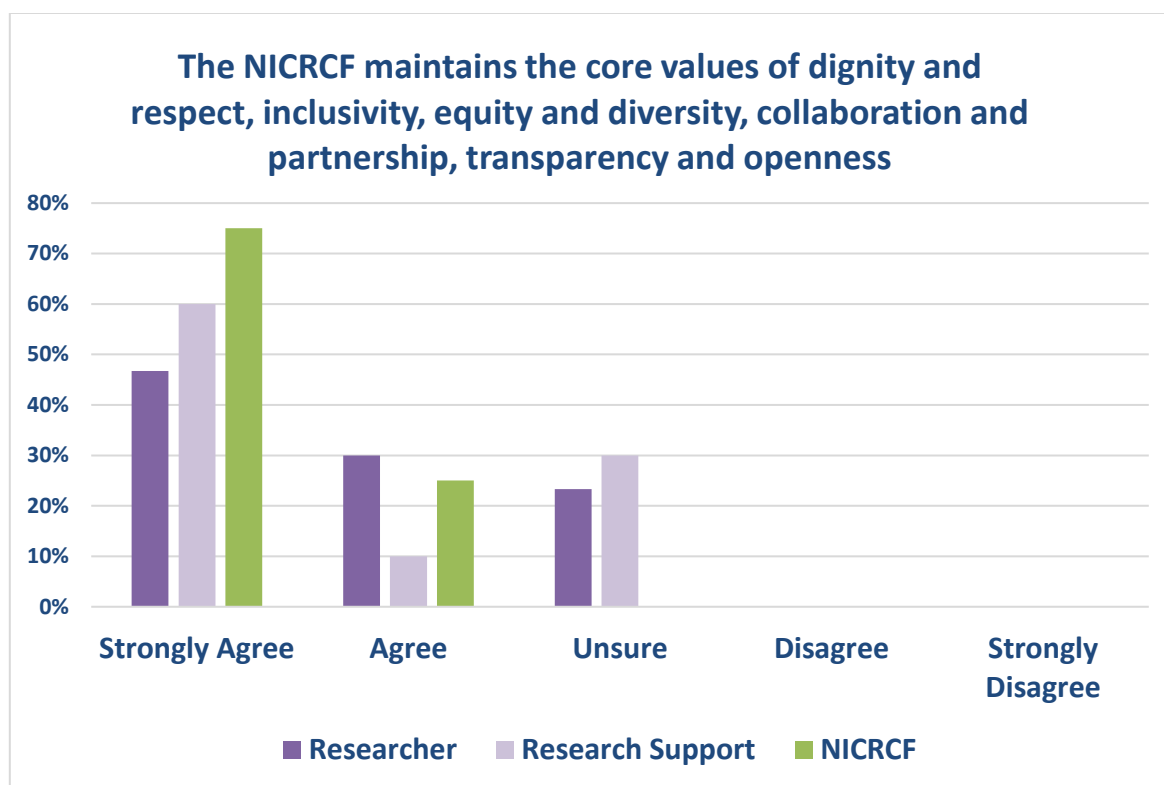 The NICRCF maintains the core values of dignity and
respect, inclusivity, equity and diversity, collaboration and
partnership, transparency and openness
80%
70%
60%
50%
40%
30%
20%
10%
0%
Strongly Agree
Agree
Unsure
Disagree
Strongly
Disagree
Researcher
Research Support
NICRCF